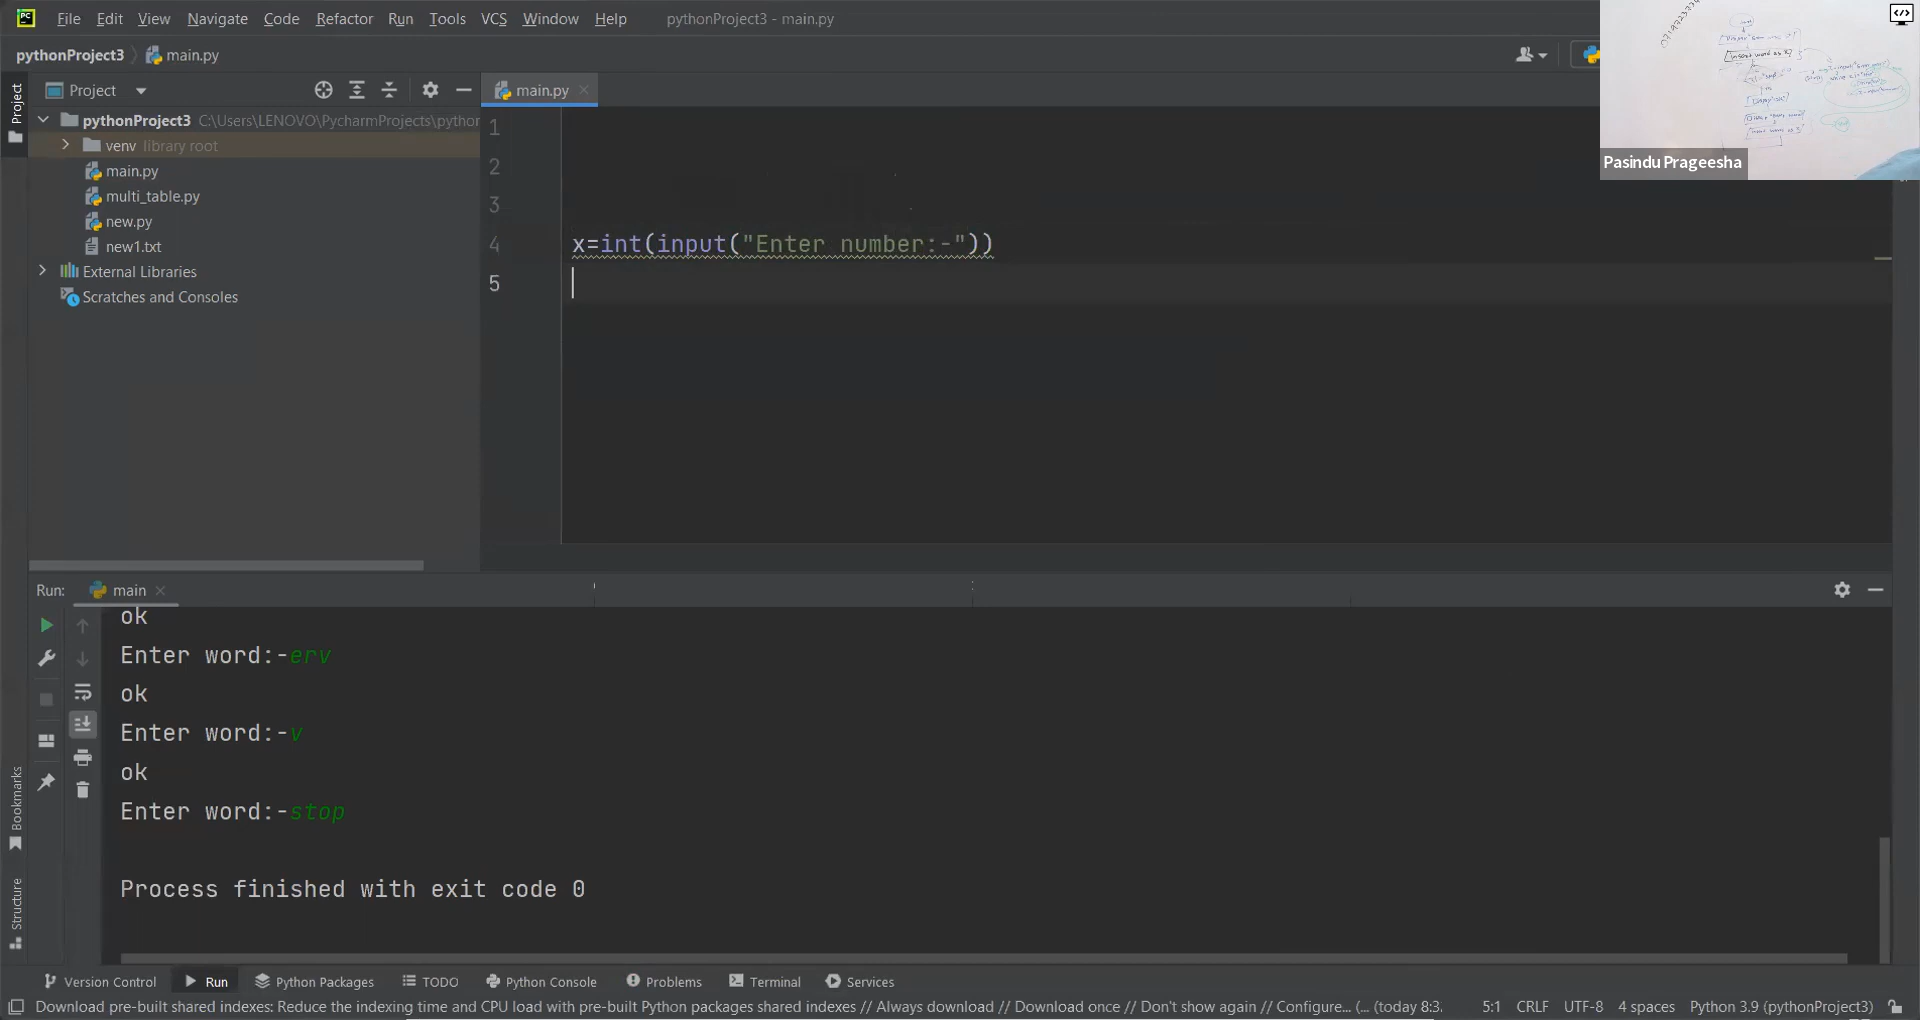 File Edit View Navigate Code Refactor Run Tools VCS Window Help pythonProject3 - main.py
pythonProject3 main.py
Project
Project
main.py
pythonProject3 C:\Users\LENOVO\PycharmProjects\python
venv library root
main.py
multi_table.py
new.py
new1.txt
External Libraries
Scratches and Consoles
1
2
3
4 x=int(input("Enter number:-"))
5
Pasindu Prageesha
Run: main
ok
Enter word:-erv
ok
Enter word:-v
ok
Enter word:-stop
Process finished with exit code 0
Bookmarks
Structure
Version Control Run Python Packages TODO Python Console Problems Terminal Services
Download pre-built shared indexes: Reduce the indexing time and CPU load with pre-built Python packages shared indexes // Always download // Download once // Don't show again // Configure... (... (today 8:3. 5:1 CRLF UTF-8 4 spaces Python 3.9 (pythonProject3)